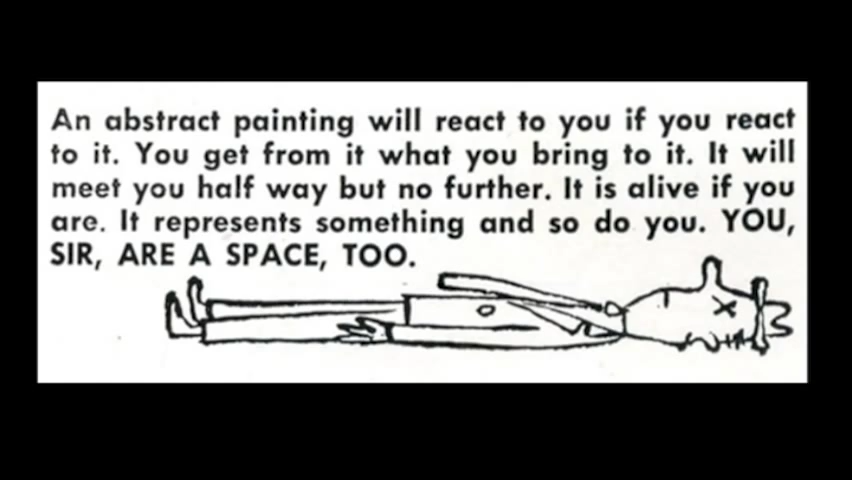 An abstract painting will react to you if you react
to it. You get from it what you bring to it. It will
meet you half way but no further. It is alive if you
are. It represents something and so do you. YOU,
SIR, ARE A SPACE, TOO.